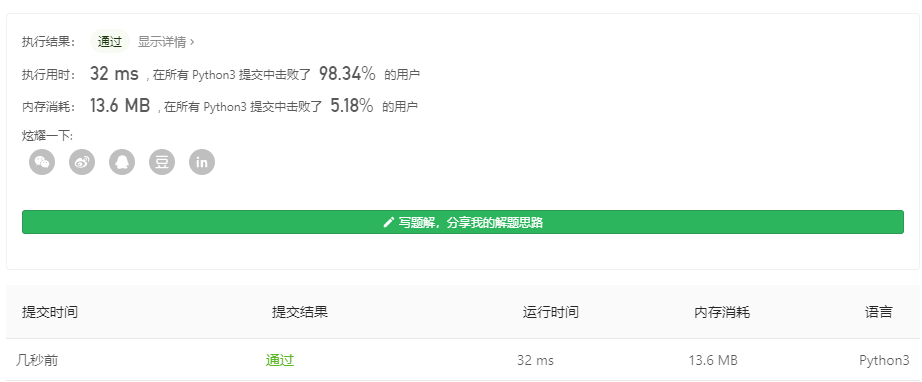 执行结果： 通过 显示详情 ›
执行用时： 32 ms , 在所有 Python3 提交中击败了 98.34% 的用户
内存消耗： 13.6 MB , 在所有 Python3 提交中击败了 5.18% 的用户
炫耀一下:
豆 in
写题解，分享我的解题思路
提交时间 提交结果 运行时间 内存消耗 语言
几秒前 通过 32 ms 13.6 MB Python3